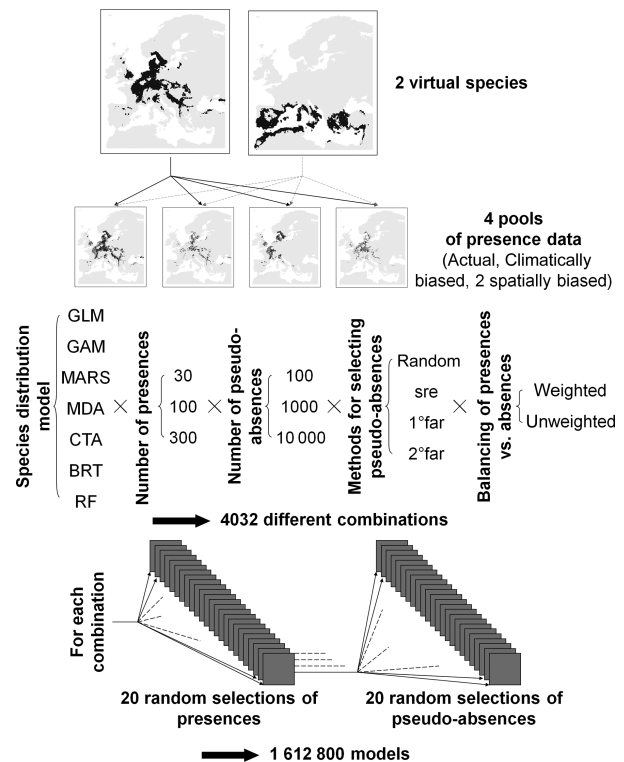 2 virtual species
4 pools
of presence data
(Actual, Climatically
biased, 2 spatially biased)
Species distribution
model
GLM
GAM
MARS
MDA
CTA
BRT
RF
×
Number of presences
30
100
300
×
Number of pseudo-
absences
100
1000
10 000
×
Methods for selecting
pseudo-absences
Random
sre
1°far
2°far
×
Balancing of presences
vs. absences
Weighted
Unweighted
4032 different combinations
For each
combination
20 random selections of
presences
20 random selections of
pseudo-absences
1 612 800 models